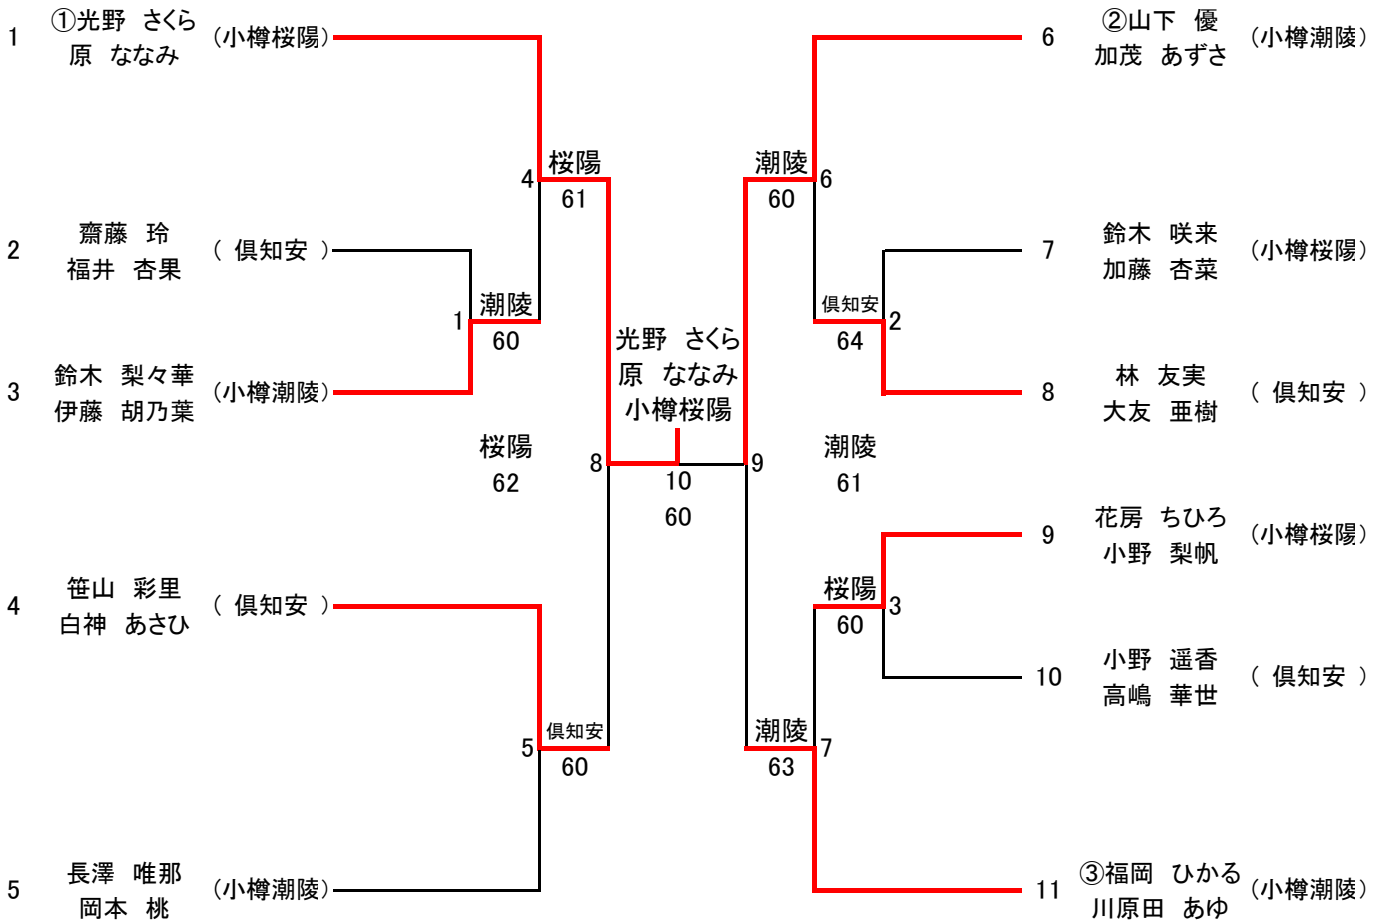 1 ①光野 さくら (小樽桜陽)
原 ななみ
2 齋藤 玲 ( 倶知安 )
福井 杏果
3 鈴木 梨々華 (小樽潮陵)
伊藤 胡乃葉
4 笹山 彩里 ( 倶知安 )
白神 あさひ
5 長澤 唯那 (小樽潮陵)
岡本 桃
4 桜陽
61
1 潮陵
60
桜陽 8
62
5 倶知安
60
光野 さくら
原 ななみ
小樽桜陽
10
60
潮陵 6
60
倶知安 2
64
9 潮陵
61
桜陽 3
60
潮陵 7
63
6 ②山下 優 (小樽潮陵)
加茂 あずさ
7 鈴木 咲来 (小樽桜陽)
加藤 杏菜
8 林 友実 ( 倶知安 )
大友 亜樹
9 花房 ちひろ (小樽桜陽)
小野 梨帆
10 小野 遥香 ( 倶知安 )
高嶋 華世
11 ③福岡 ひかる (小樽潮陵)
川原田 あゆ